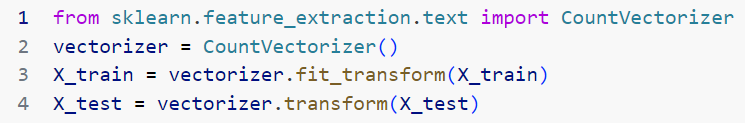 1 from sklearn.feature_extraction.text import CountVectorizer
2 vectorizer = CountVectorizer()
3 X_train = vectorizer.fit_transform(X_train)
4 X_test = vectorizer.transform(X_test)